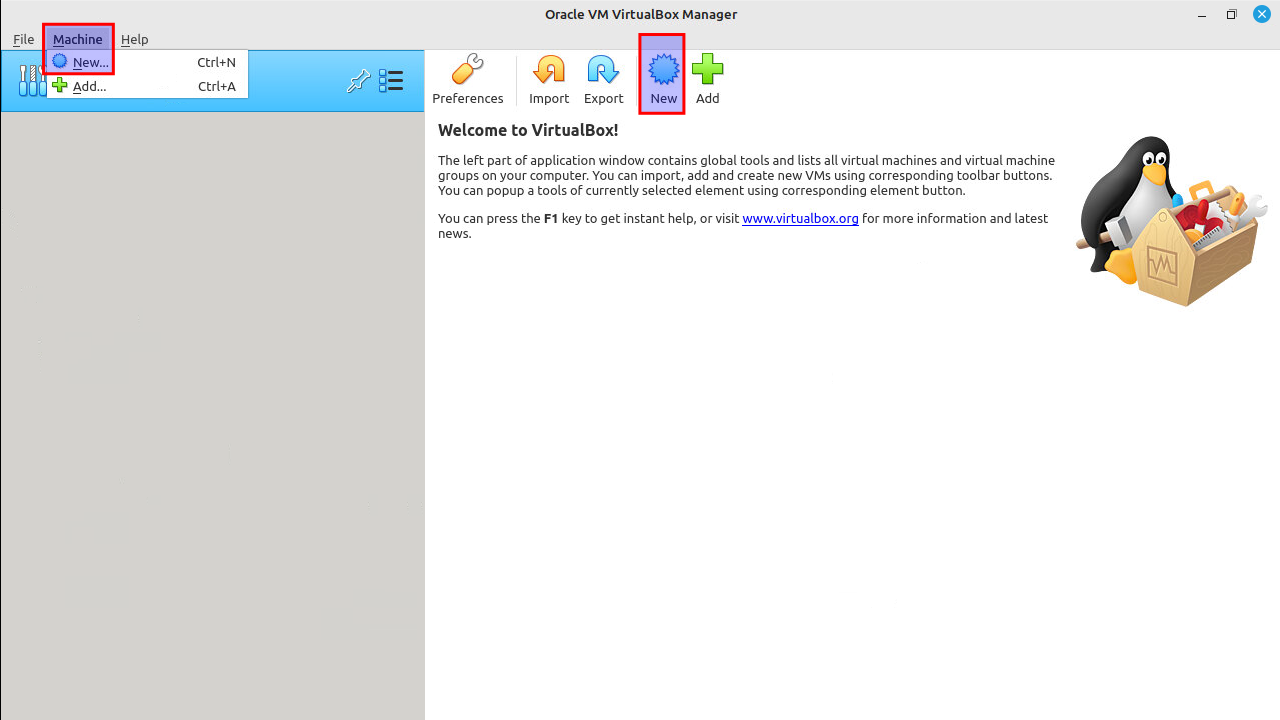 Oracle VM VirtualBox Manager
File Machine Help
New... Ctrl+N
Add... Ctrl+A
Preferences Import Export New Add
Welcome to VirtualBox!
The left part of application window contains global tools and lists all virtual machines and virtual machine
groups on your computer. You can import, add and create new VMs using corresponding toolbar buttons.
You can popup a tools of currently selected element using corresponding element button.
You can press the F1 key to get instant help, or visit www.virtualbox.org for more information and latest
news.